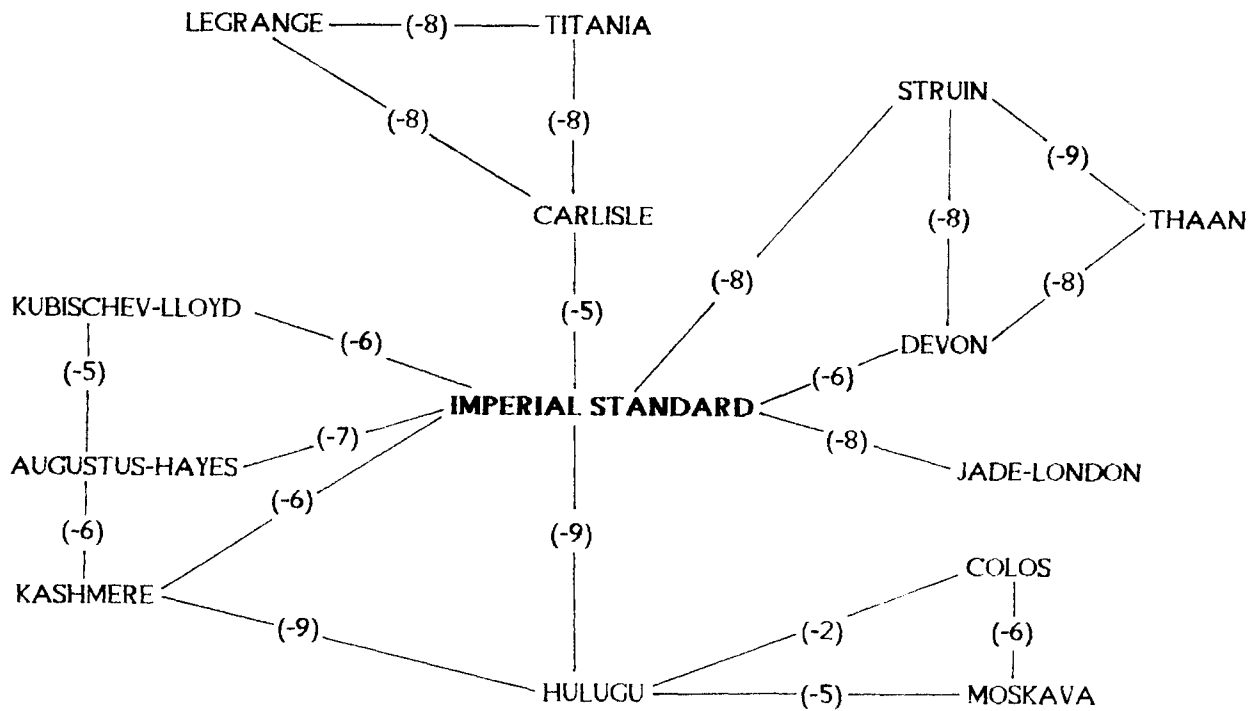 LEGRANGE (-8) TITANIA
STRUIN
(-8) (-8)
(-9)
CARLISLE
(-8) THAAN
(-8) (-8)
KUBISCHEV-LLOYD (-5)
(-6) DEVON
(-5) (-6)
IMPERIAL STANDARD
(-7) (-8)
AUGUSTUS-HAYES JADE-LONDON
(-6)
(-6) (-9)
COLOS
KASHMERE
(-9) (-2) (-6)
HULUGU (-5) MOSKAVA